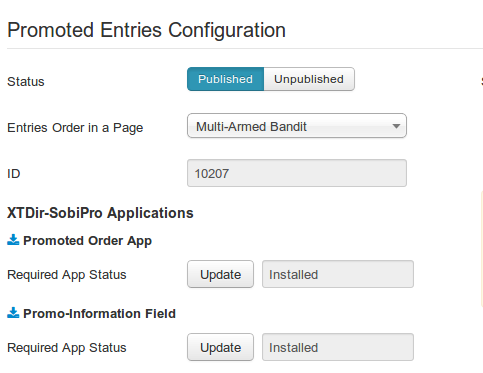 Promoted Entries Configuration
Status Published Unpublished
Entries Order in a Page Multi-Armed Bandit
ID 10207
XTDir-SobiPro Applications
Promoted Order App
Required App Status Update Installed
Promo-Information Field
Required App Status Update Installed